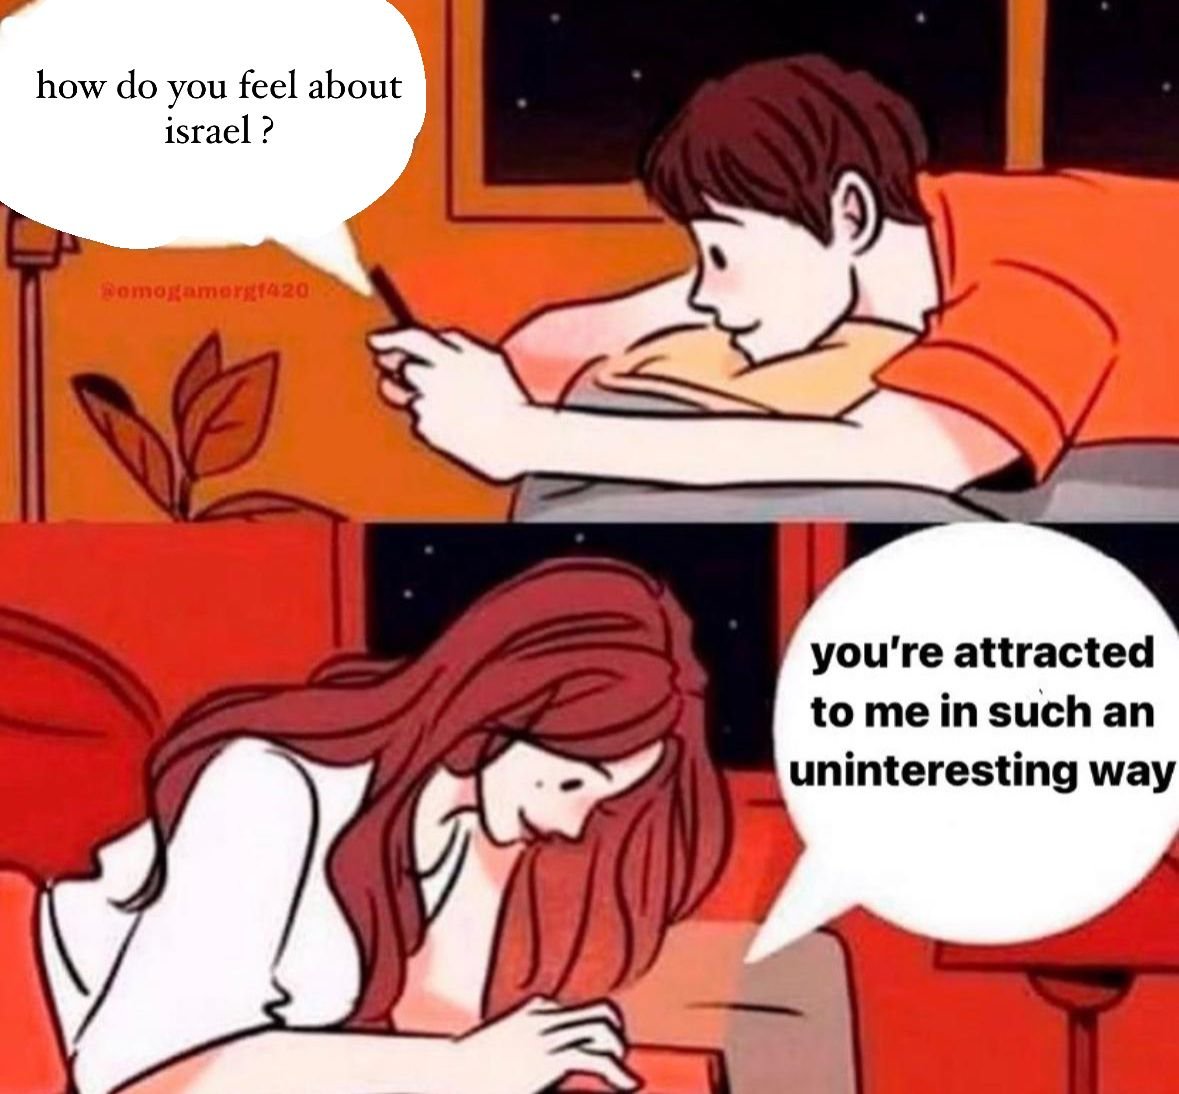 how do you feel about
israel ?
@emogamergf420
you're attracted
to me in such an
uninteresting way